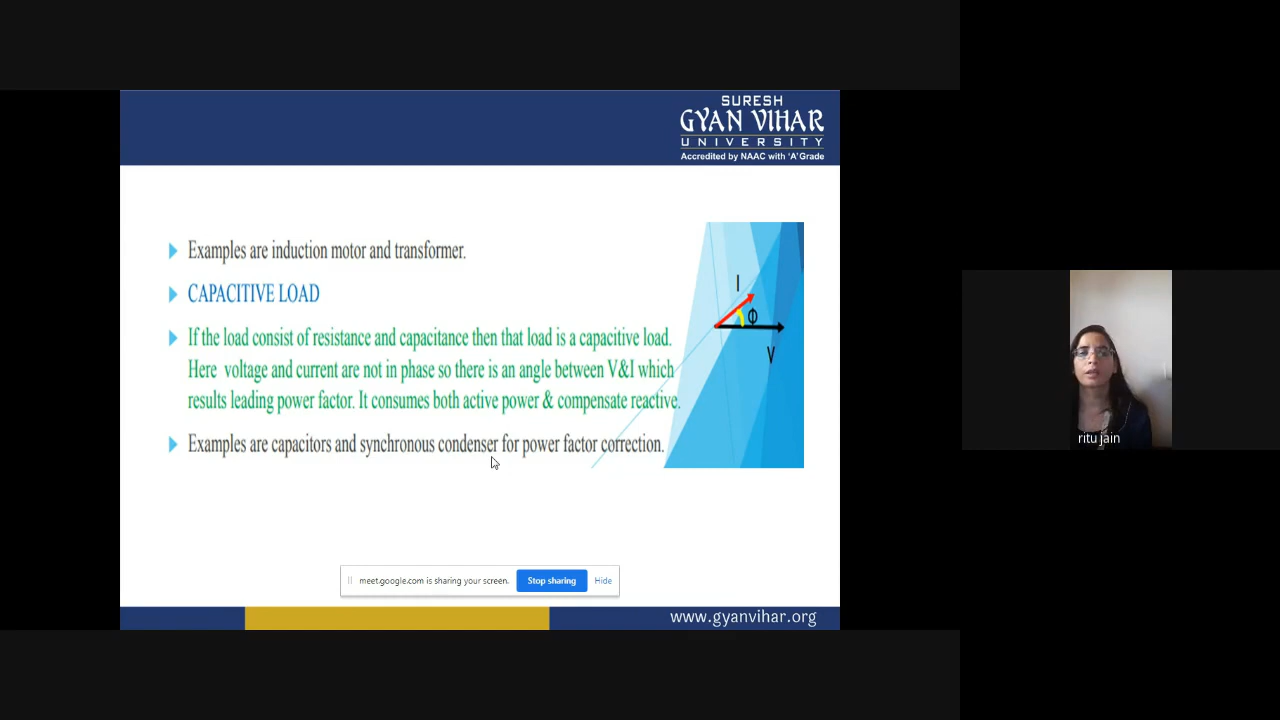 SURESH
GYAN VIHAR
UNIVERSITY
Accredited by NAAC with 'A' Grade
Examples are induction motor and transformer.
CAPACITIVE LOAD
If the load consist of resistance and capacitance then that load is a capacitive load.
Here voltage and current are not in phase so there is an angle between V&I which
results leading power factor. It consumes both active power & compensate reactive.
Examples are capacitors and synchronous condenser for power factor correction.
I
Φ
V
meet.google.com is sharing your screen.
Stop sharing
Hide
www.gyanvihar.org
ritu jain